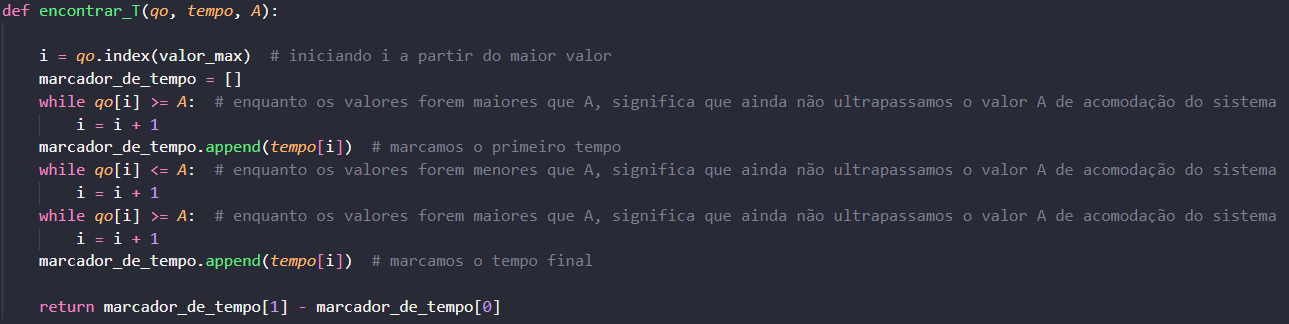 def encontrar_T(qo, tempo, A):
i = qo.index(valor_max)  # iniciando i a partir do maior valor
marcador_de_tempo = []
while qo[i] >= A:  # enquanto os valores forem maiores que A, significa que ainda não ultrapassamos o valor A de acomodação do sistema
i = i + 1
marcador_de_tempo.append(tempo[i])  # marcamos o primeiro tempo
while qo[i] <= A:  # enquanto os valores forem menores que A, significa que ainda não ultrapassamos o valor A de acomodação do sistema
i = i + 1
while qo[i] >= A:  # enquanto os valores forem maiores que A, significa que ainda não ultrapassamos o valor A de acomodação do sistema
i = i + 1
marcador_de_tempo.append(tempo[i])  # marcamos o tempo final
return marcador_de_tempo[1] - marcador_de_tempo[0]